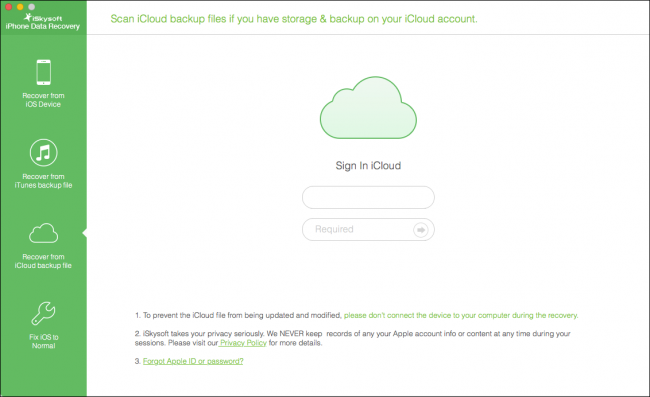 iSkysoft
iPhone Data Recovery
Scan iCloud backup files if you have storage & backup on your iCloud account.
Recover from
iOS Device
Recover from
iTunes backup file
Recover from
iCloud backup file
Fix iOS to
Normal
Sign In iCloud
Required
1. To prevent the iCloud file from being updated and modified, please don't connect the device to your computer during the recovery.
2. iSkysoft takes your privacy seriously. We NEVER keep records of any your Apple account info or content at any time during your
sessions. Please visit our Privacy Policy for more details.
3. Forgot Apple ID or password?